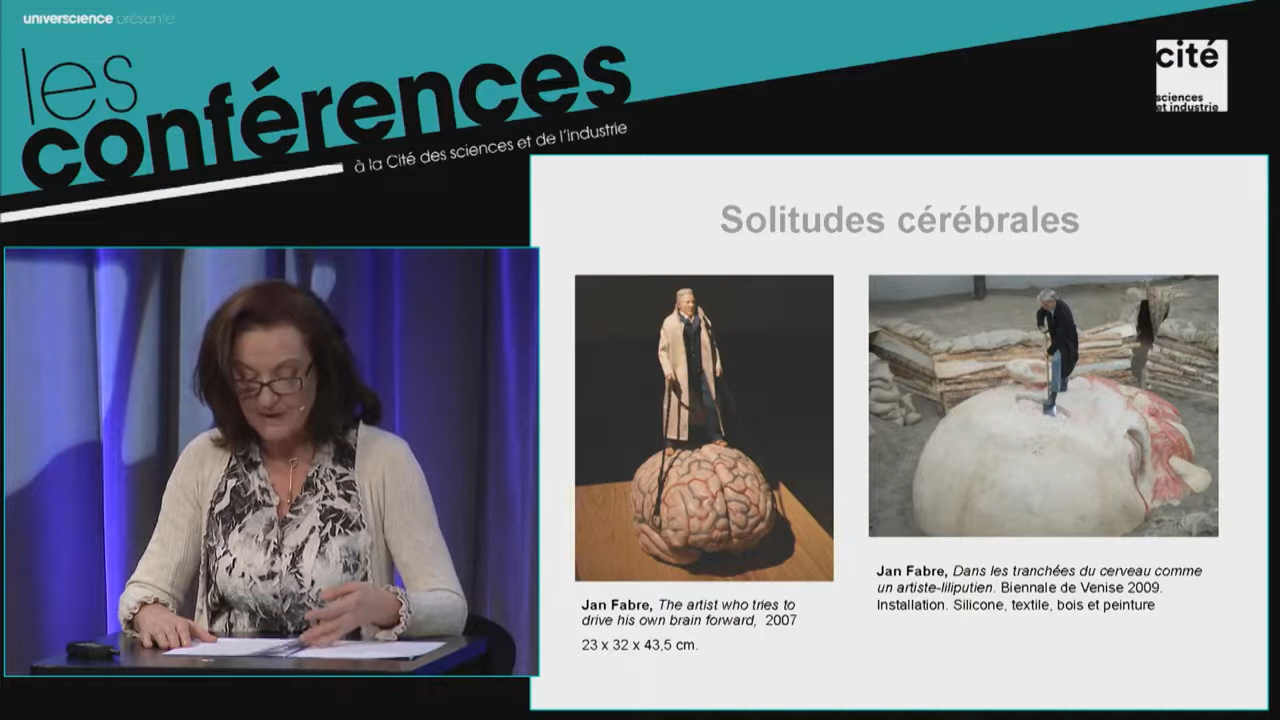 universcience présente
les
conférences
à la Cité des sciences et de l'industrie
cité
sciences
et industrie
Solitudes cérébrales
Jan Fabre, The artist who tries to
drive his own brain forward, 2007
23 x 32 x 43,5 cm.
Jan Fabre, Dans les tranchées du cerveau comme
un artiste-liliputien. Biennale de Venise 2009.
Installation. Silicone, textile, bois et peinture